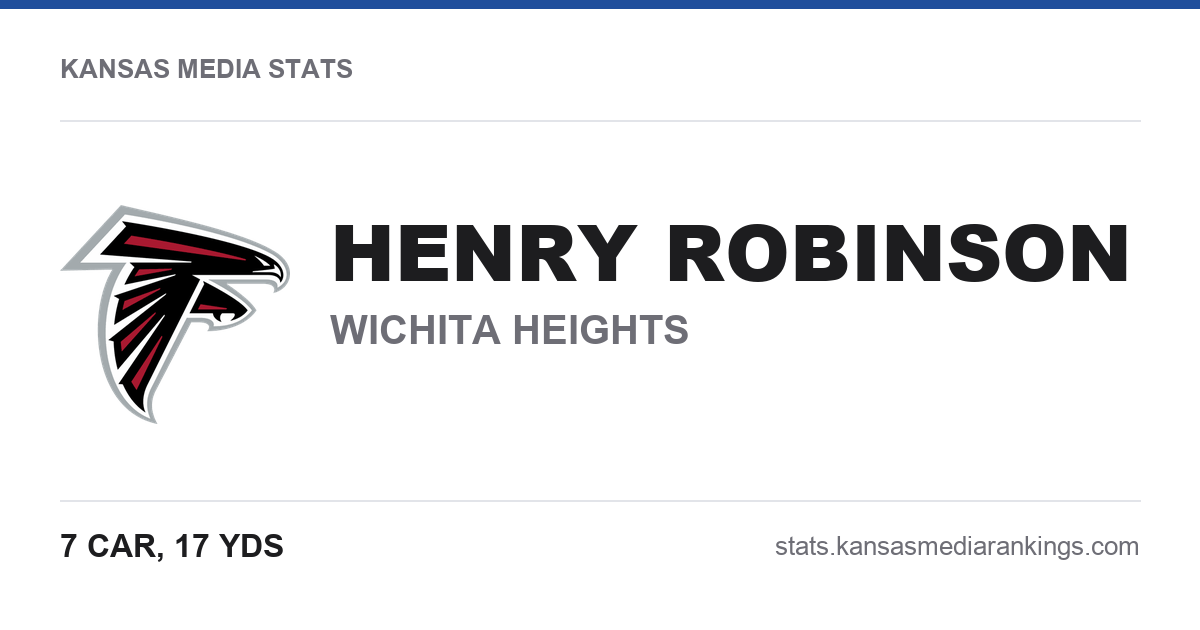 KANSAS MEDIA STATS
HENRY ROBINSON
WICHITA HEIGHTS
7 CAR, 17 YDS
stats.kansasmediarankings.com